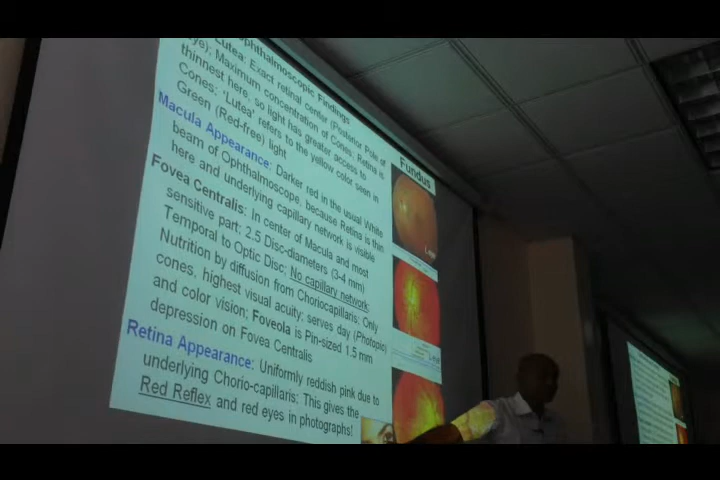 Ophthalmoscopic Findings
Lutea: Exact retinal center (Posterior Pole of
Eye); Maximum concentration of Cones; Retina is
thinnest here, so light has greater access to
Cones; 'Lutea' refers to the yellow color seen in
Green (Red-free) light
Macula Appearance: Darker red in the usual White
beam of Ophthalmoscope, because Retina is thin
here and underlying capillary network is visible
Fovea Centralis: In center of Macula and most
sensitive part; 2.5 Disc-diameters (3-4 mm)
Temporal to Optic Disc; No capillary network;
Nutrition by diffusion from Choriocapillaris; Only
cones, highest visual acuity; serves day (Photopic)
and color vision; Foveola is Pin-sized 1.5 mm
depression on Fovea Centralis
Retina Appearance: Uniformly reddish pink due to
underlying Chorio-capillaris; This gives the
Red Reflex and red eyes in photographs!
Fundus